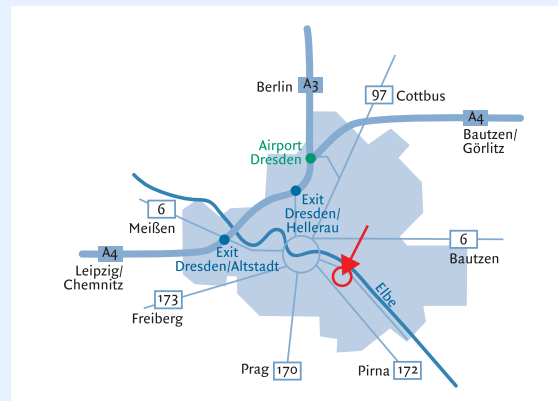 Berlin
A3
97
Cottbus
A4
Bautzen/
Görlitz
Airport
Dresden
Exit
Dresden/
Hellerau
6
Meißen
6
Bautzen
A4
Leipzig/
Chemnitz
Exit
Dresden/Altstadt
Elbe
173
Freiberg
Prag
170
Pirna
172